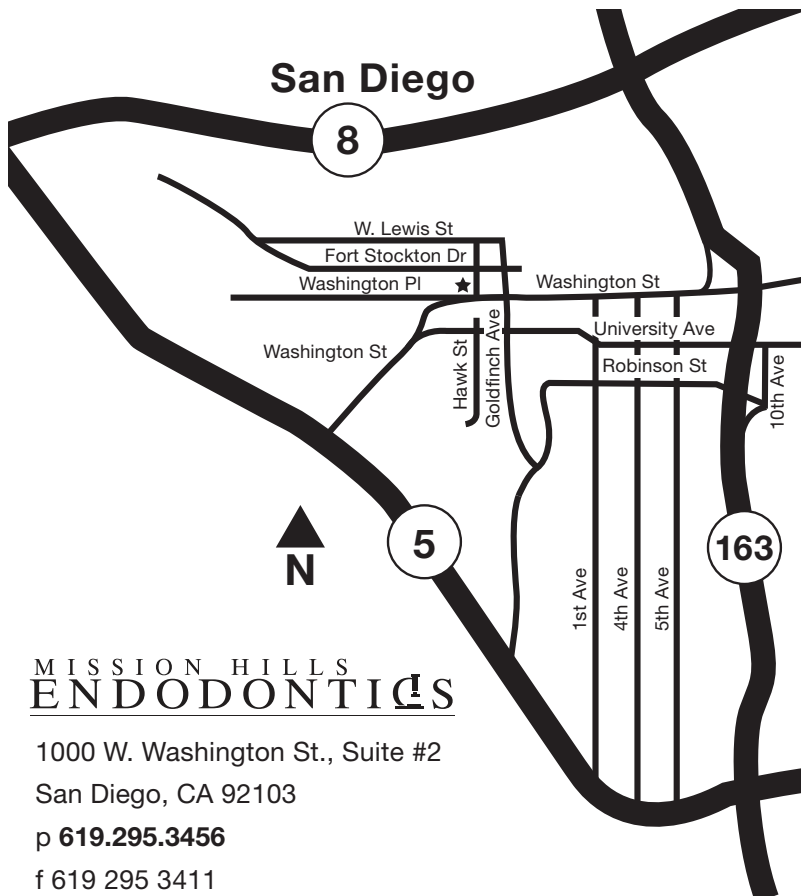 San Diego
8
W. Lewis St
Fort Stockton Dr
Washington Pl
Washington St
University Ave
Washington St
Robinson St
Hawk St
Goldfinch Ave
10th Ave
5
163
N
1st Ave
4th Ave
5th Ave
MISSION HILLS
ENDODONTICS
1000 W. Washington St., Suite #2
San Diego, CA 92103
p 619.295.3456
f 619 295 3411